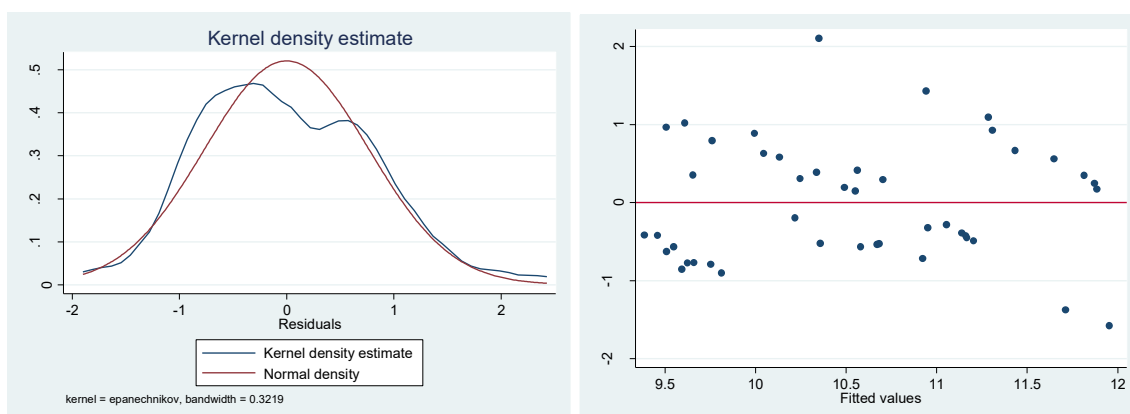 Kernel density estimate
.5
.4
.3
.2
.1
0
-2 -1 0 1 2
Residuals
Kernel density estimate
Normal density
kernel = epanechnikov, bandwidth = 0.3219
2
1
0
-1
-2
9.5 10 10.5 11 11.5 12
Fitted values